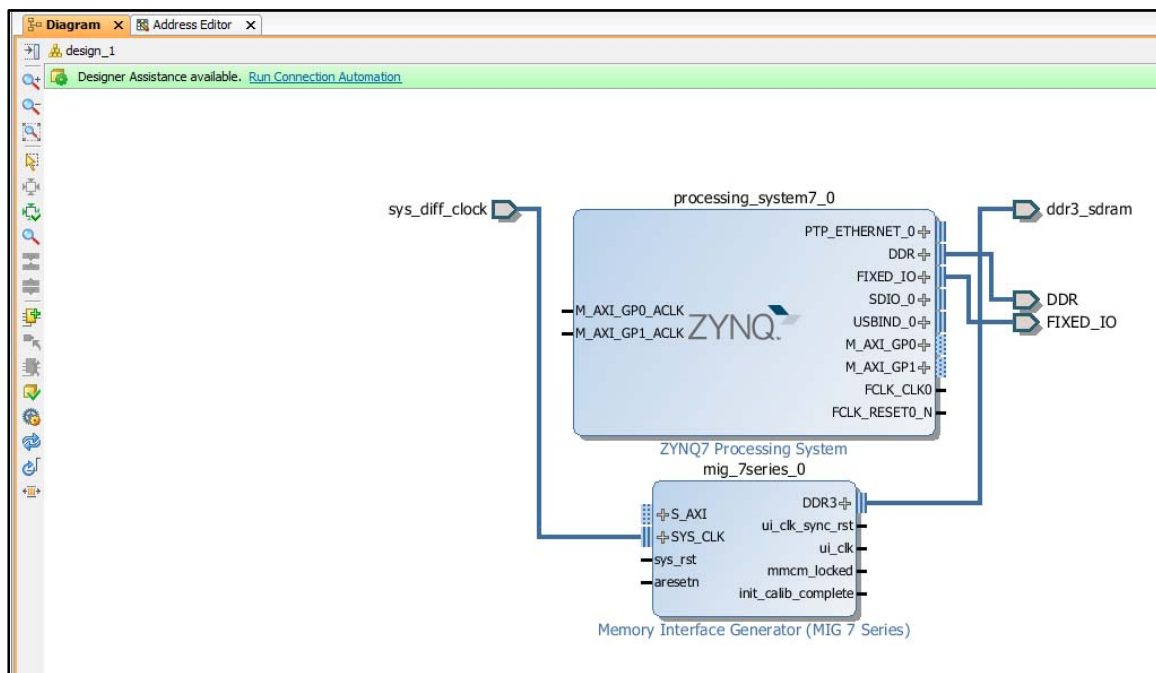 Diagram
Address Editor
design_1
Designer Assistance available. Run Connection Automation
sys_diff_clock
processing_system7_0
PTP_ETHERNET_0
DDR
FIXED_IO
SDIO_0
USBIND_0
M_AXI_GP0
M_AXI_GP1
FCLK_CLK0
FCLK_RESET0_N
M_AXI_GP0_ACLK
M_AXI_GP1_ACLK
ZYNQ
ZYNQ7 Processing System
ddr3_sdram
DDR
FIXED_IO
mig_7series_0
S_AXI
SYS_CLK
sys_rst
aresetn
DDR3
ui_clk_sync_rst
ui_clk
mmcm_locked
init_calib_complete
Memory Interface Generator (MIG 7 Series)